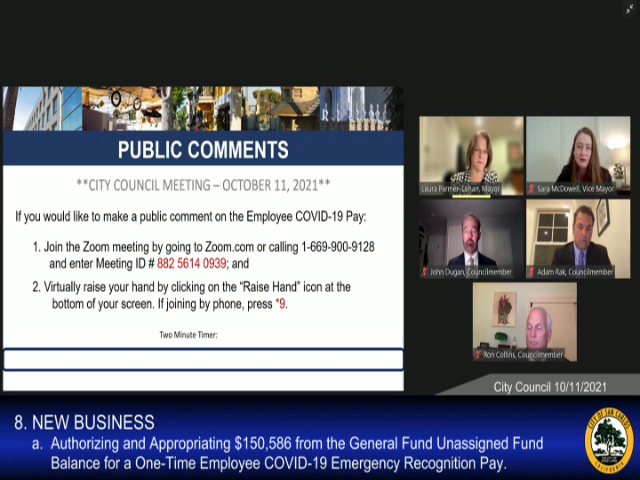 PUBLIC COMMENTS
**CITY COUNCIL MEETING – OCTOBER 11, 2021**
If you would like to make a public comment on the Employee COVID-19 Pay:
1. Join the Zoom meeting by going to Zoom.com or calling 1-669-900-9128
and enter Meeting ID # 882 5614 0939; and
2. Virtually raise your hand by clicking on the “Raise Hand” icon at the
bottom of your screen. If joining by phone, press *9.
Two Minute Timer:
Laura Parmer-Lohan, Mayor
Sara McDowell, Vice Mayor
John Dugan, Councilmember
Adam Rak, Councilmember
Ron Collins, Councilmember
City Council 10/11/2021
8. NEW BUSINESS
a. Authorizing and Appropriating $150,586 from the General Fund Unassigned Fund
Balance for a One-Time Employee COVID-19 Emergency Recognition Pay.
CITY OF SAN CARLOS
CALIFORNIA